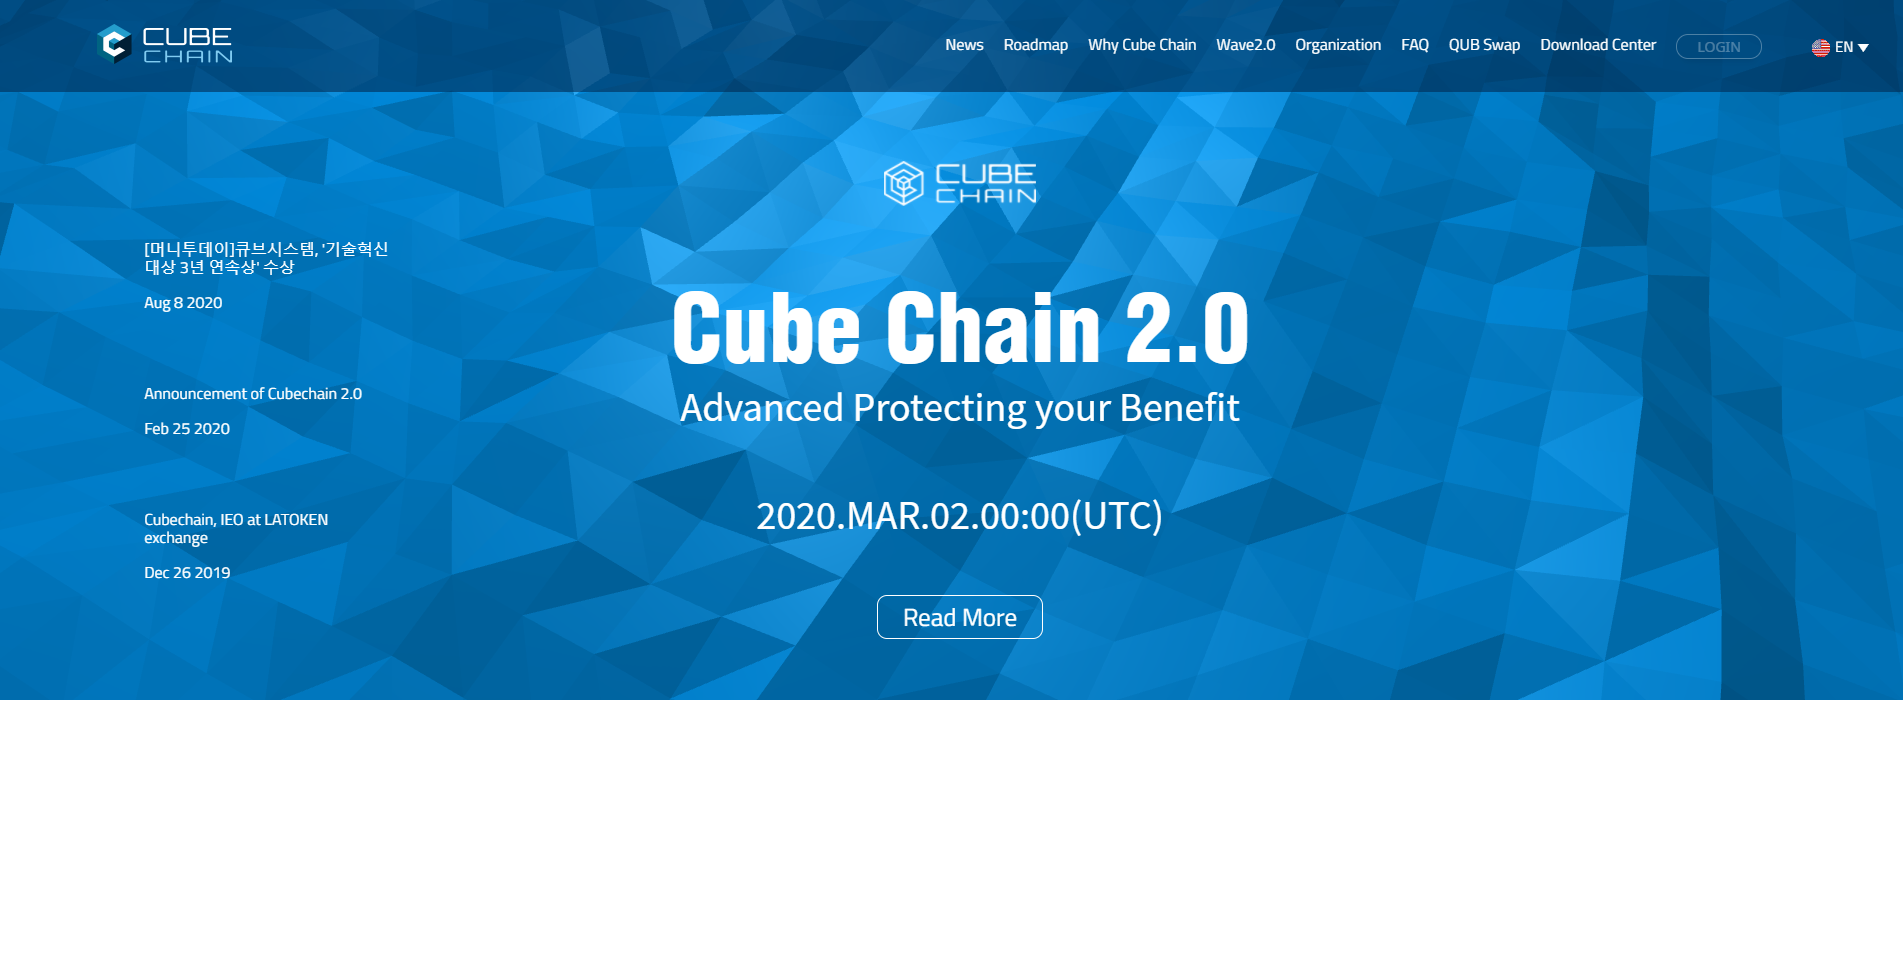 CUBE
CHAIN
News Roadmap Why Cube Chain Wave2.0 Organization FAQ QUB Swap Download Center LOGIN EN
CUBE
CHAIN
[머니투데이]큐브시스템, '기술혁신
대상 3년 연속상' 수상
Aug 8 2020
Announcement of Cubechain 2.0
Feb 25 2020
Cubechain, IEO at LATOKEN
exchange
Dec 26 2019
Cube Chain 2.0
Advanced Protecting your Benefit
2020.MAR.02.00:00(UTC)
Read More